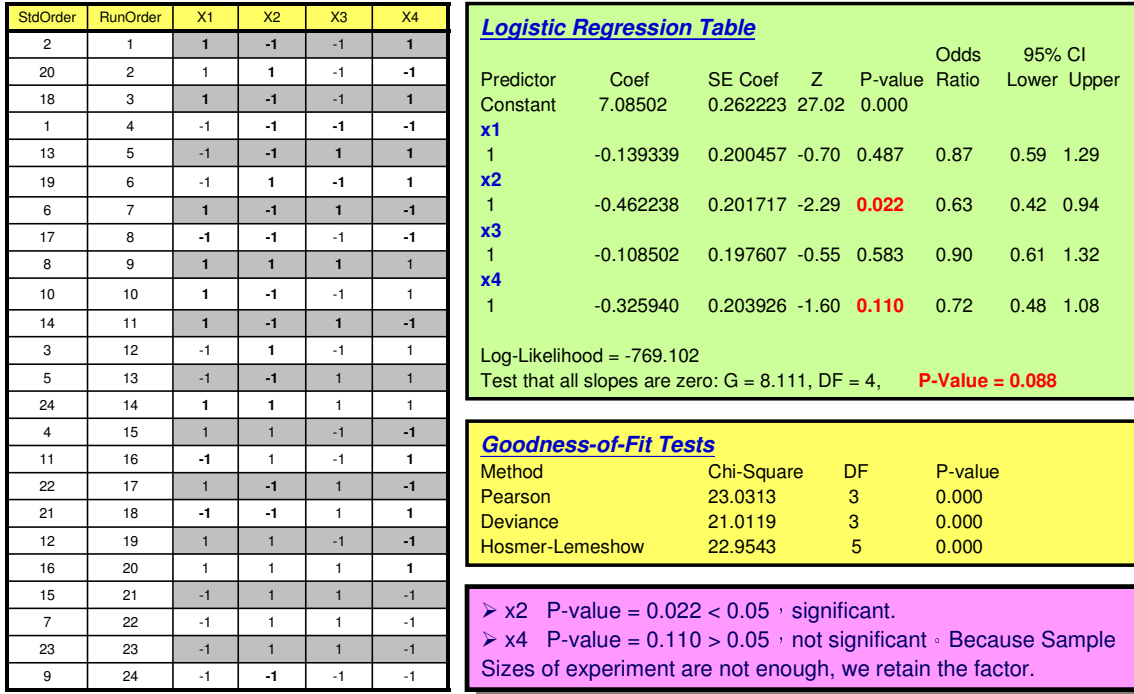 StdOrder RunOrder X1 X2 X3 X4
2 1 1 -1 -1 1
20 2 1 1 -1 -1
18 3 1 -1 -1 1
1 4 -1 -1 -1 -1
13 5 -1 -1 1 1
19 6 -1 1 -1 1
6 7 1 -1 1 -1
17 8 -1 -1 -1 -1
8 9 1 1 1 1
10 10 1 -1 -1 1
14 11 1 -1 1 -1
3 12 -1 1 -1 1
5 13 -1 -1 1 1
24 14 1 1 1 1
4 15 1 1 -1 -1
11 16 -1 1 -1 1
22 17 1 -1 1 -1
21 18 -1 -1 1 1
12 19 1 1 -1 -1
16 20 1 1 1 1
15 21 -1 1 1 -1
7 22 -1 1 1 -1
23 23 -1 1 1 -1
9 24 -1 -1 -1 -1
Logistic Regression Table
Odds 95% CI
Predictor Coef SE Coef Z P-value Ratio Lower Upper
Constant 7.08502 0.262223 27.02 0.000
x1
1 -0.139339 0.200457 -0.70 0.487 0.87 0.59 1.29
x2
1 -0.462238 0.201717 -2.29 0.022 0.63 0.42 0.94
x3
1 -0.108502 0.197607 -0.55 0.583 0.90 0.61 1.32
x4
1 -0.325940 0.203926 -1.60 0.110 0.72 0.48 1.08
Log-Likelihood = -769.102
Test that all slopes are zero: G = 8.111, DF = 4, P-Value = 0.088
Goodness-of-Fit Tests
Method Chi-Square DF P-value
Pearson 23.0313 3 0.000
Deviance 21.0119 3 0.000
Hosmer-Lemeshow 22.9543 5 0.000
➢ x2 P-value = 0.022 < 0.05，significant.
➢ x4 P-value = 0.110 > 0.05，not significant。Because Sample
Sizes of experiment are not enough, we retain the factor.